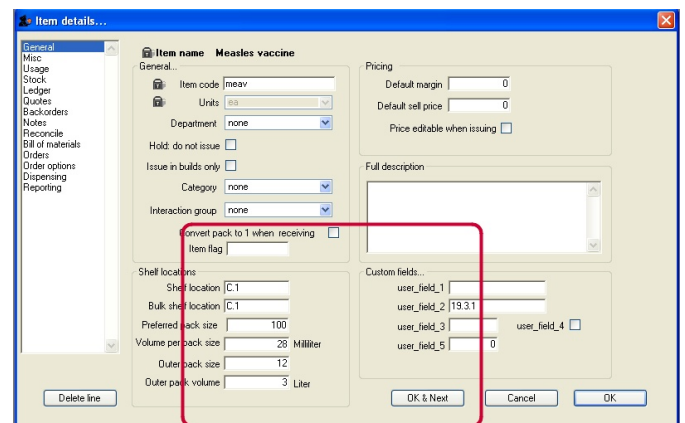 Item details...
General
Misc
Usage
Stock
Ledger
Quotes
Backorders
Notes
Reconcile
Bill of materials
Orders
Order options
Dispensing
Reporting
Delete line
Item name Measles vaccine
General...
Item code meav
Units ea
Department none
Hold: do not issue
Issue in builds only
Category none
Interaction group none
Convert pack to 1 when receiving
Item flag
Shelf locations
Shelf location C.1
Bulk shelf location C.1
Preferred pack size 100
Volume per pack size 28 Milliliter
Outer pack size 12
Outer pack volume 3 Liter
Pricing
Default margin 0
Default sell price 0
Price editable when issuing
Full description
Custom fields...
user_field_1
user_field_2 19.3.1
user_field_3 user_field_4
user_field_5 0
OK & Next Cancel OK